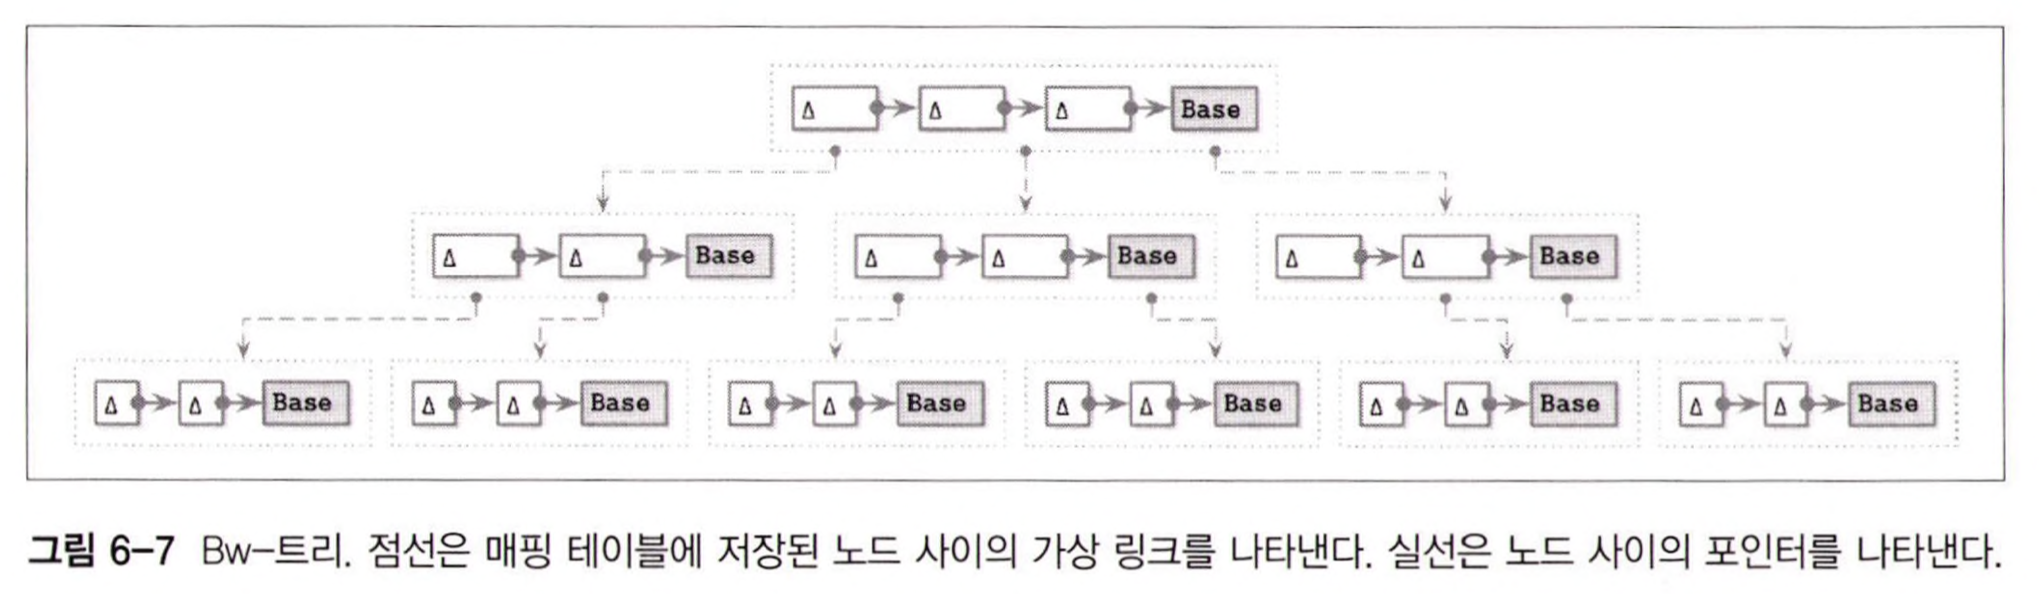 Δ Δ Δ Base
Δ Δ Base Δ Δ Base Δ Δ Base
Δ Δ Base Δ Δ Base Δ Δ Base Δ Δ Base Δ Δ Base Δ Δ Base
그림 6-7 Bw-트리. 점선은 매핑 테이블에 저장된 노드 사이의 가상 링크를 나타낸다. 실선은 노드 사이의 포인터를 나타낸다.